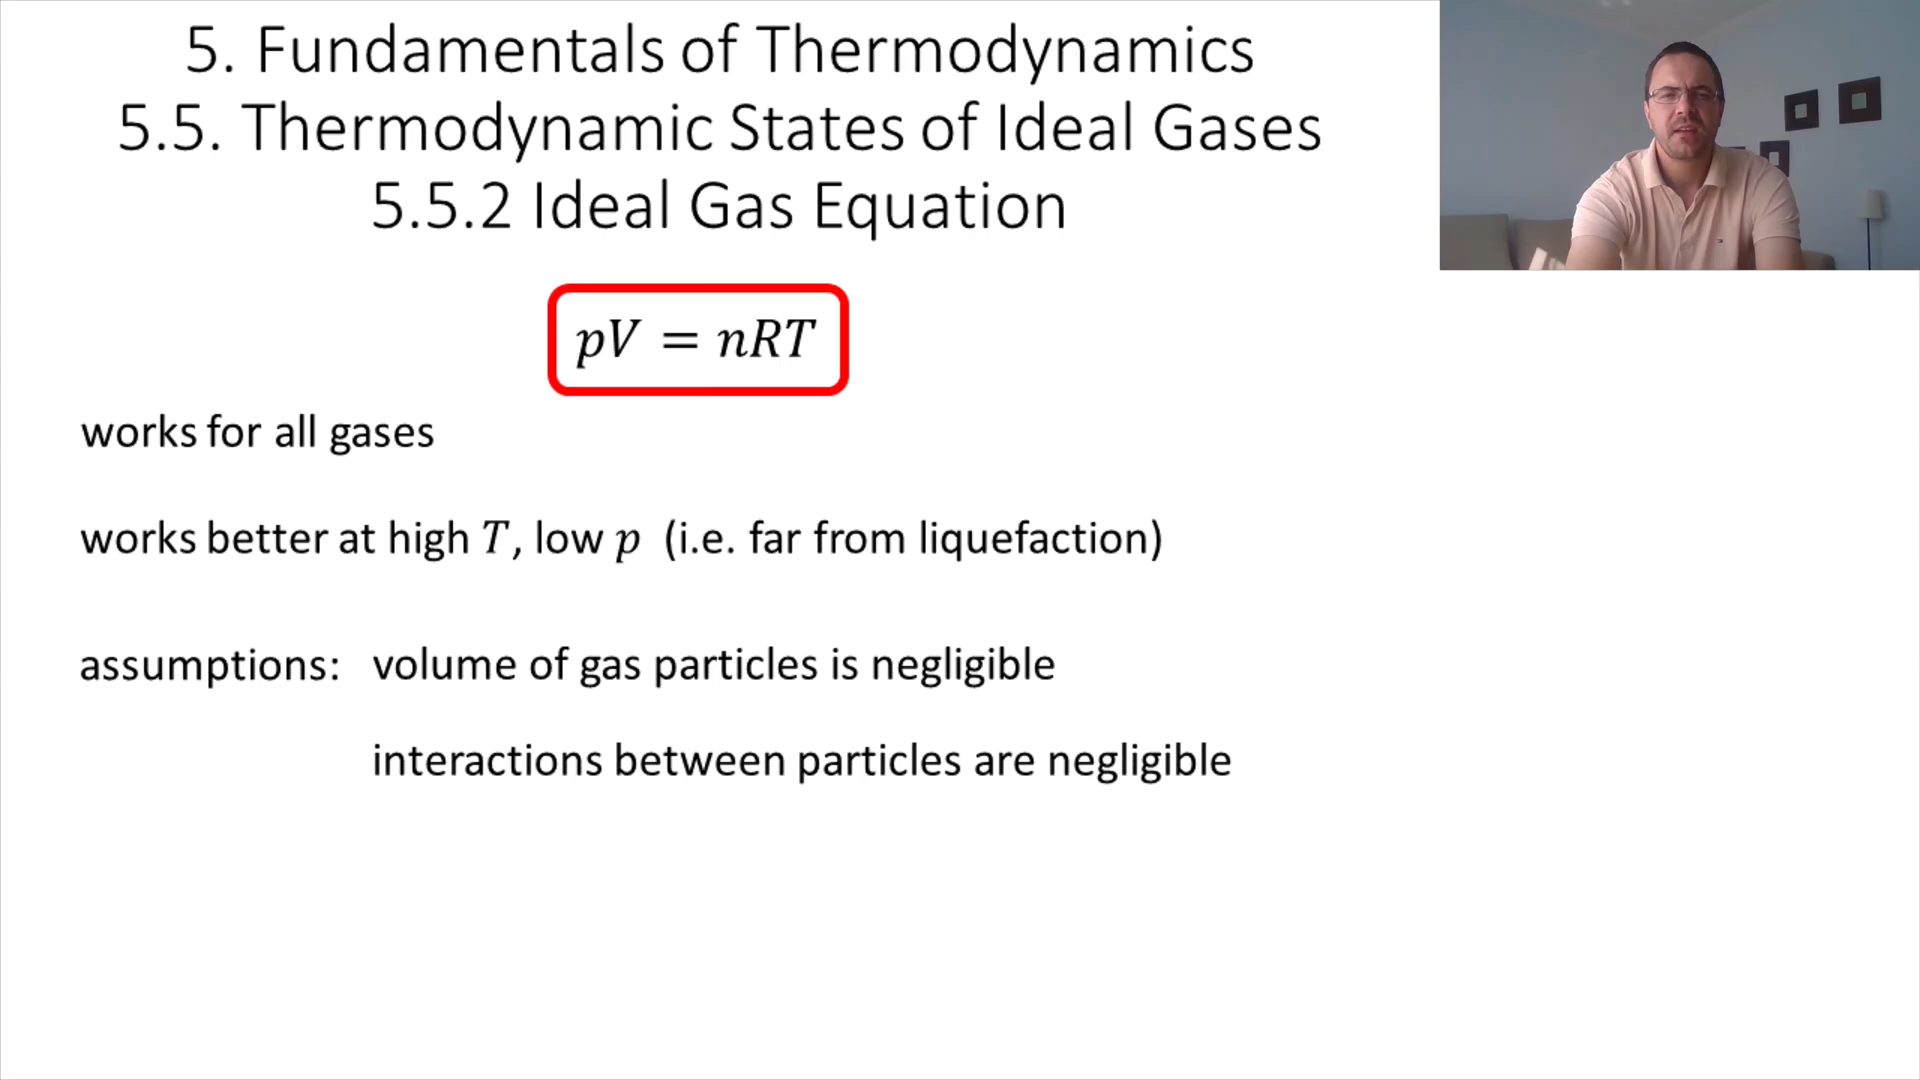 5. Fundamentals of Thermodynamics
5.5. Thermodynamic States of Ideal Gases
5.5.2 Ideal Gas Equation
pV = nRT
works for all gases
works better at high T, low p (i.e. far from liquefaction)
assumptions: volume of gas particles is negligible
interactions between particles are negligible